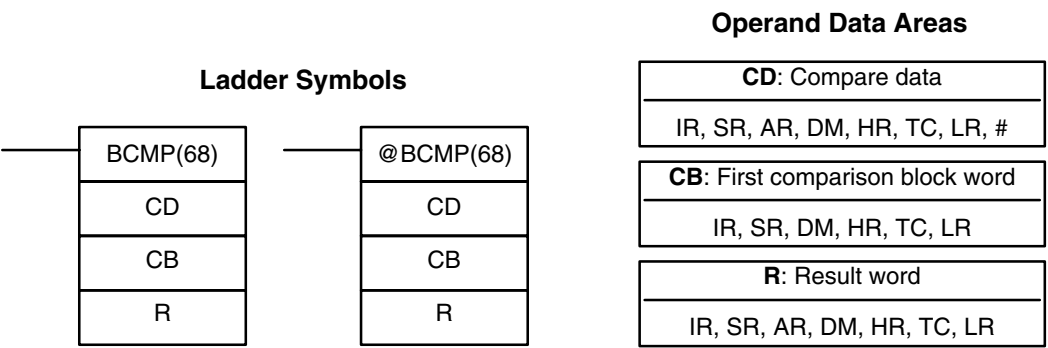 Ladder Symbols
BCMP(68)
CD
CB
R
@BCMP(68)
CD
CB
R
Operand Data Areas
CD: Compare data
IR, SR, AR, DM, HR, TC, LR, #
CB: First comparison block word
IR, SR, DM, HR, TC, LR
R: Result word
IR, SR, AR, DM, HR, TC, LR